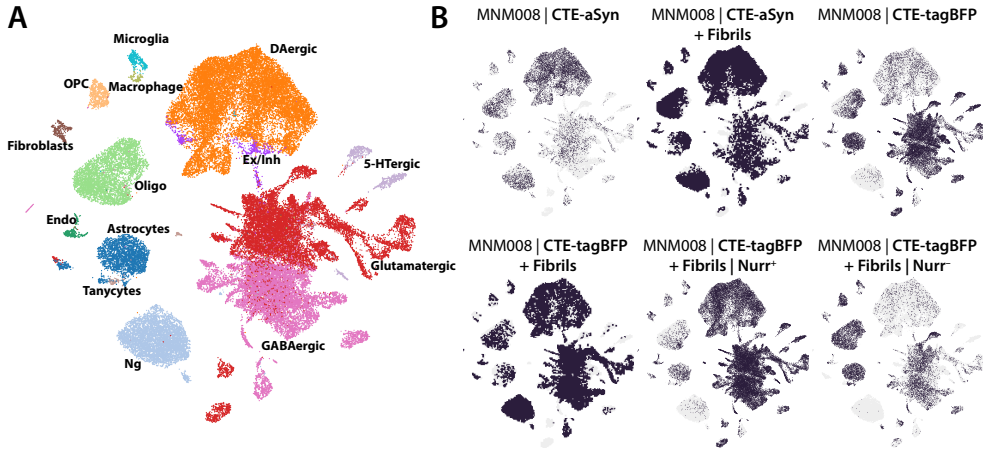 A
Microglia
DAergic
OPC
Macrophage
Fibroblasts
Ex/Inh
5-HTergic
Oligo
Endo
Astrocytes
Glutamatergic
Tanycytes
GABAergic
Ng
B
MNM008 | CTE-aSyn
MNM008 | CTE-aSyn
+ Fibrils
MNM008 | CTE-tagBFP
MNM008 | CTE-tagBFP
+ Fibrils
MNM008 | CTE-tagBFP
+ Fibrils | Nurr⁺
MNM008 | CTE-tagBFP
+ Fibrils | Nurr⁻